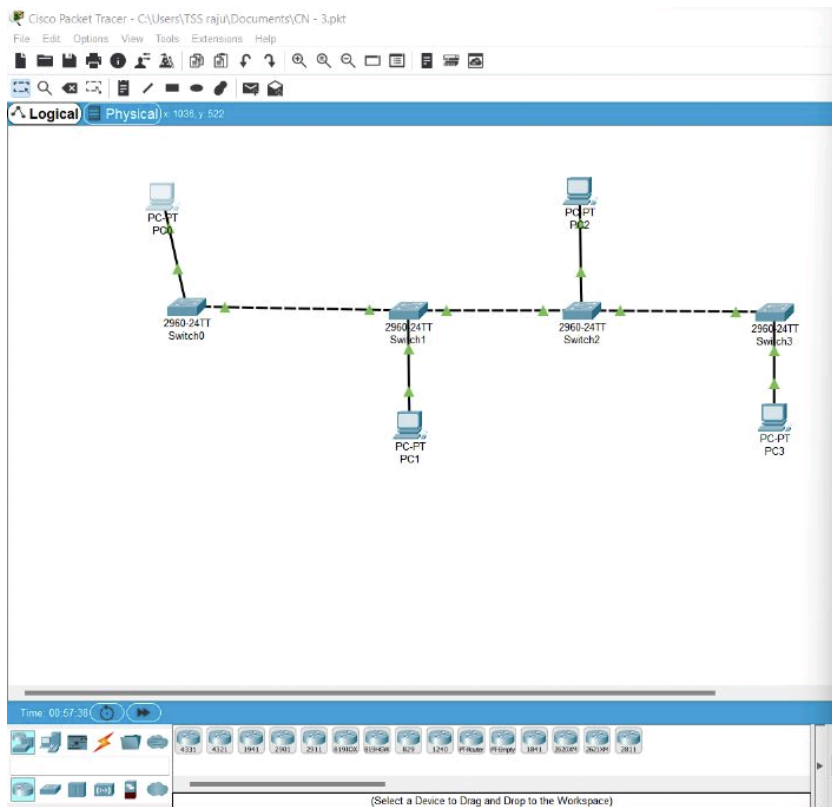 Cisco Packet Tracer - C:\Users\TSS raju\Documents\CN - 3.pkt
File Edit Options View Tools Extensions Help
Logical Physical x: 1036, y: 522
PC-PT
PC0
PC-PT
PC2
2960-24TT
Switch0
2960-24TT
Switch1
2960-24TT
Switch2
2960-24TT
Switch3
PC-PT
PC1
PC-PT
PC3
Time: 00:57:38
4331 4321 1941 2901 2911 819IOX 819HGW 829 1240 PT-Router PT-Empty 1841 2620XM 2621XM 2811
(Select a Device to Drag and Drop to the Workspace)